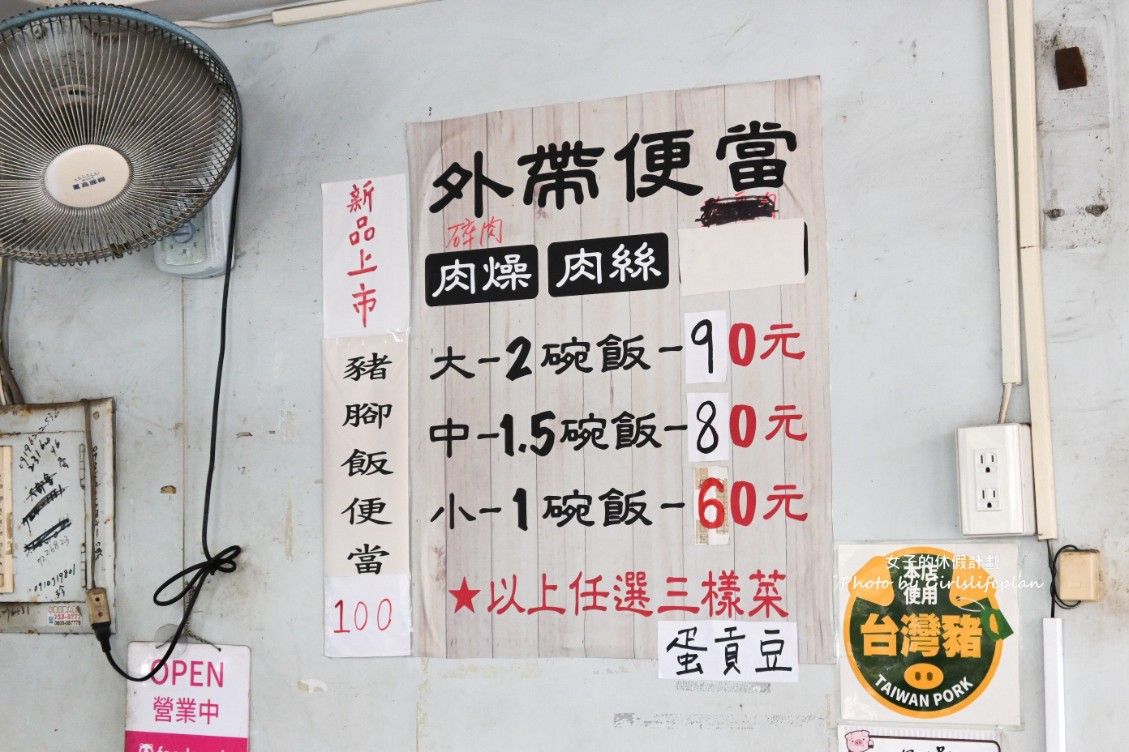 外帶便當
碎肉
肉燥 肉絲
大-2碗飯-90元
中-1.5碗飯-80元
小-1碗飯-60元
★以上任選三樣菜
蛋貢豆
新品上市
豬腳飯便當
100
OPEN
營業中
女子的休假計劃
Photo by Girlslifeplan
本店
使用
台灣豬
TAIWAN PORK